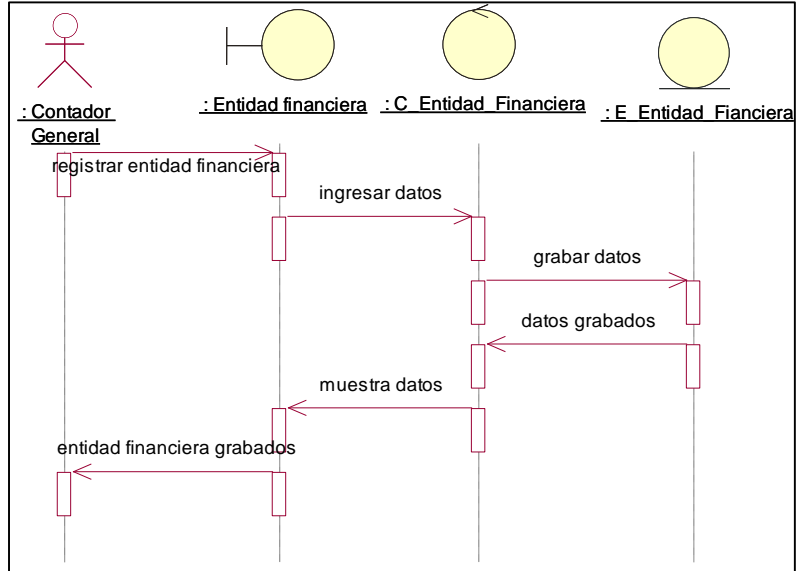 : Contador
General
: Entidad financiera
: C_Entidad_Financiera
: E_Entidad_Fianciera
registrar entidad financiera
ingresar datos
grabar datos
datos grabados
muestra datos
entidad financiera grabados